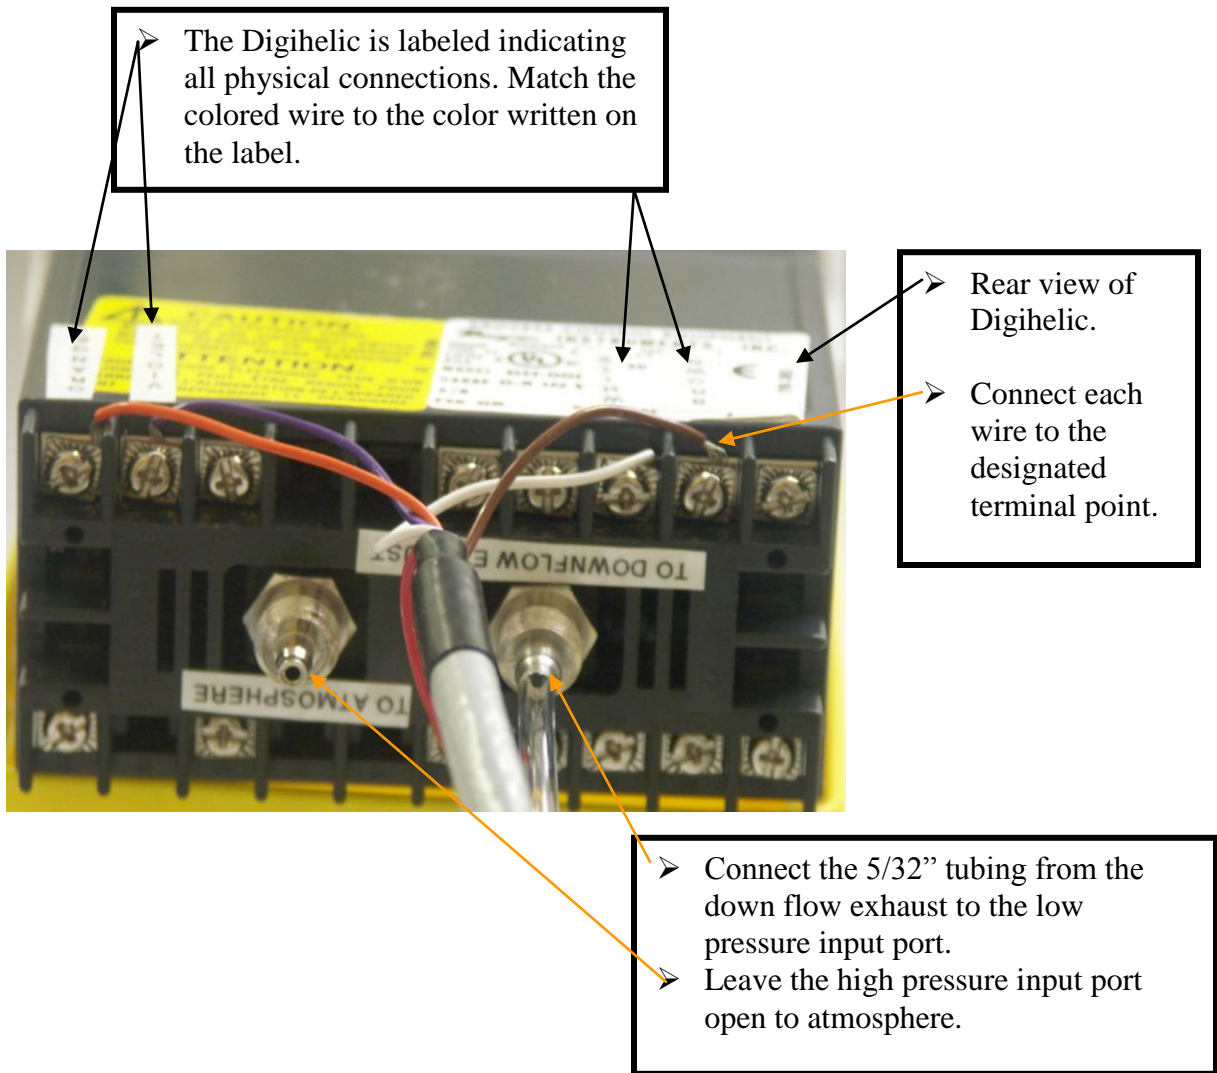 The Digihelic is labeled indicating
all physical connections. Match the
colored wire to the color written on
the label.
Rear view of
Digihelic.
Connect each
wire to the
designated
terminal point.
CAUTION:
ATTENTION:
TO DOWNFLOW
TO ATMOSPHERE
Connect the 5/32” tubing from the
down flow exhaust to the low
pressure input port.
Leave the high pressure input port
open to atmosphere.